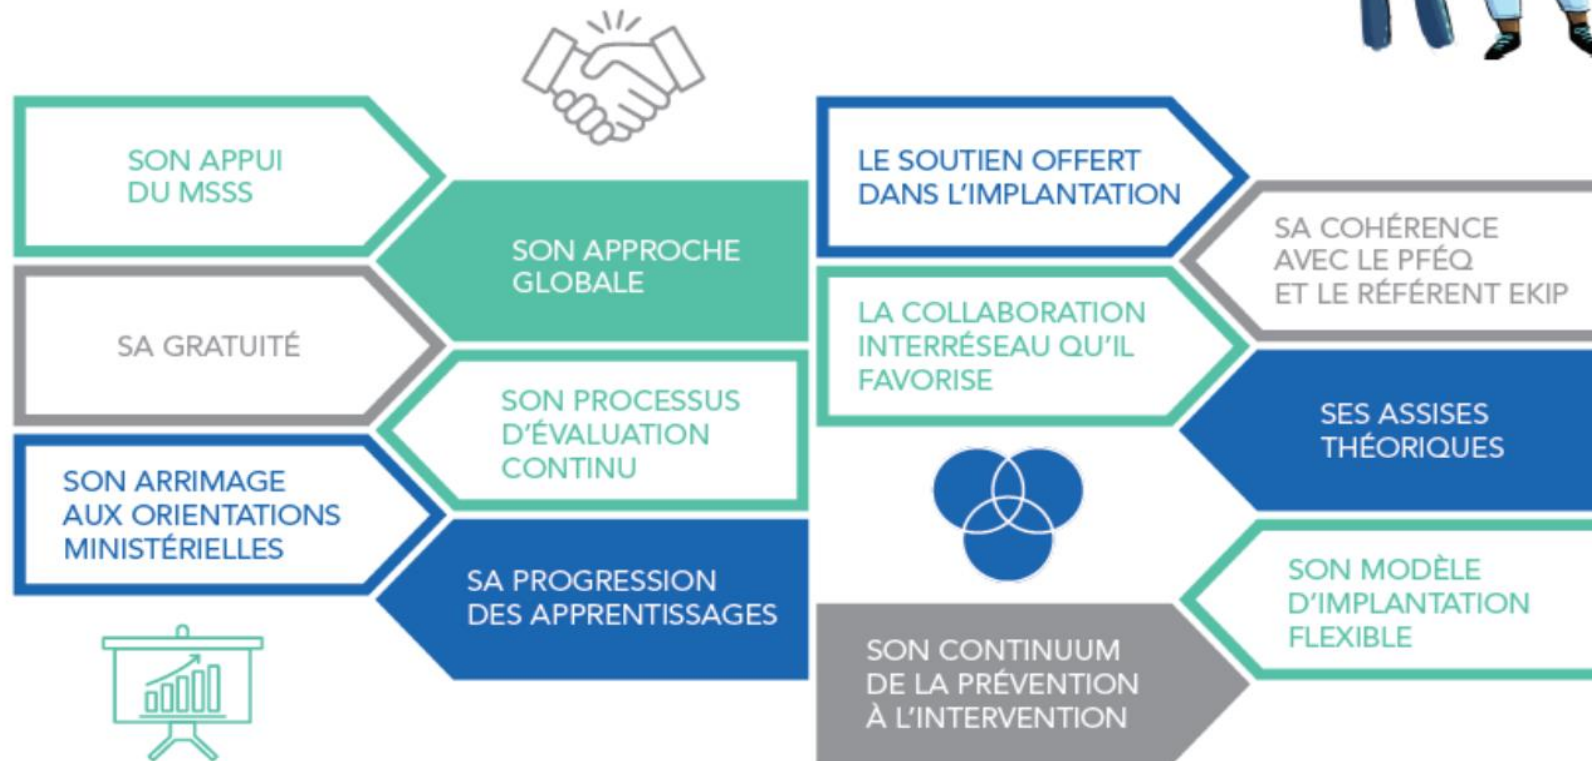 SON APPUI
DU MSSS
SON APPROCHE
GLOBALE
SA GRATUITÉ
SON PROCESSUS
D'ÉVALUATION
CONTINU
SON ARRIMAGE
AUX ORIENTATIONS
MINISTÉRIELLES
SA PROGRESSION
DES APPRENTISSAGES
LE SOUTIEN OFFERT
DANS L'IMPLANTATION
SA COHÉRENCE
AVEC LE PFÉQ
ET LE RÉFÉRENT EKIP
LA COLLABORATION
INTERRÉSEAU QU'IL
FAVORISE
SES ASSISES
THÉORIQUES
SON MODÈLE
D'IMPLANTATION
FLEXIBLE
SON CONTINUUM
DE LA PRÉVENTION
À L'INTERVENTION